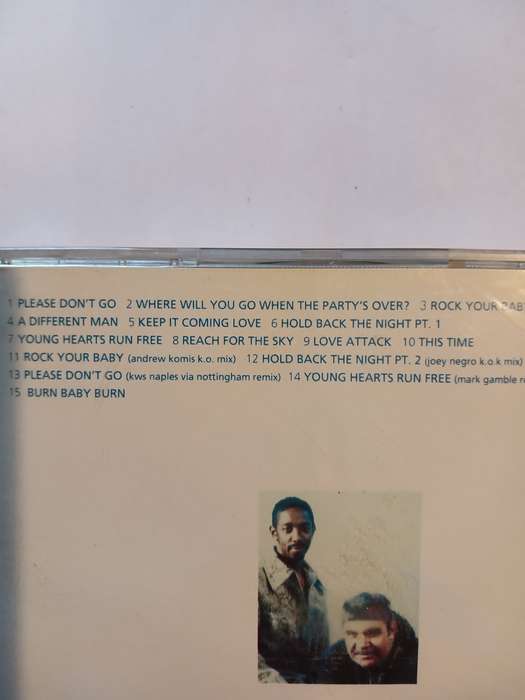 1 PLEASE DON'T GO 2 WHERE WILL YOU GO WHEN THE PARTY'S OVER? 3 ROCK YOUR BABY
4 A DIFFERENT MAN 5 KEEP IT COMING LOVE 6 HOLD BACK THE NIGHT PT. 1
7 YOUNG HEARTS RUN FREE 8 REACH FOR THE SKY 9 LOVE ATTACK 10 THIS TIME
11 ROCK YOUR BABY (andrew komis k.o. mix) 12 HOLD BACK THE NIGHT PT. 2 (joey negro k.o.k mix)
13 PLEASE DON'T GO (kws naples via nottingham remix) 14 YOUNG HEARTS RUN FREE (mark gamble
15 BURN BABY BURN